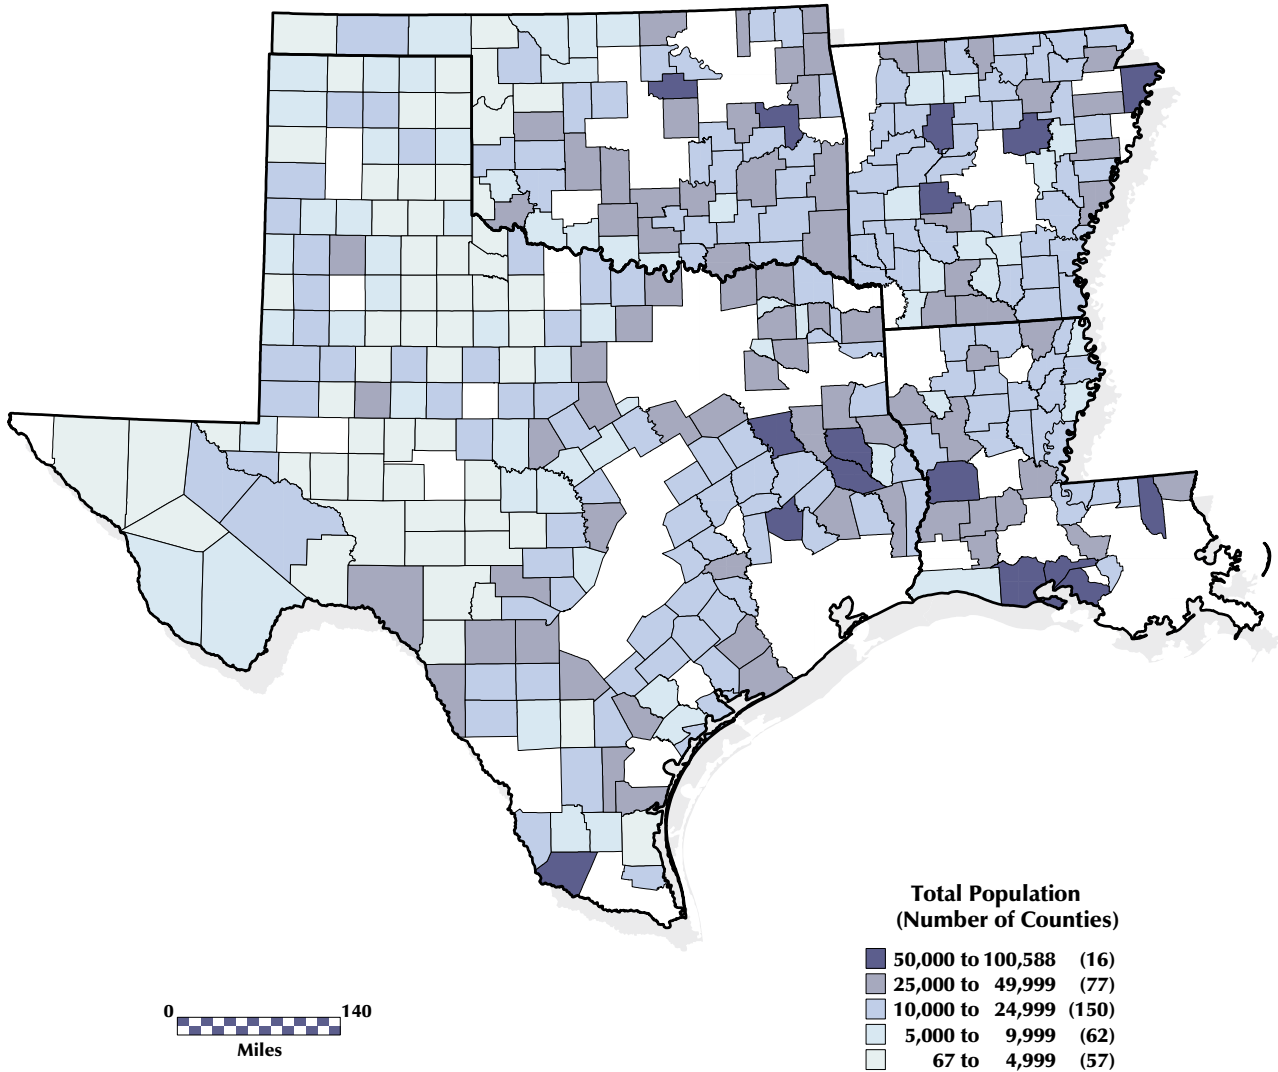 Total Population
(Number of Counties)
50,000 to 100,588 (16)
25,000 to 49,999 (77)
10,000 to 24,999 (150)
5,000 to 9,999 (62)
67 to 4,999 (57)
0 140
Miles